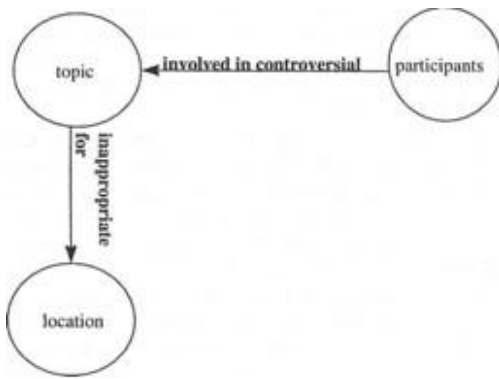 topic
involved in controversial
participants
inappropriate
for
location